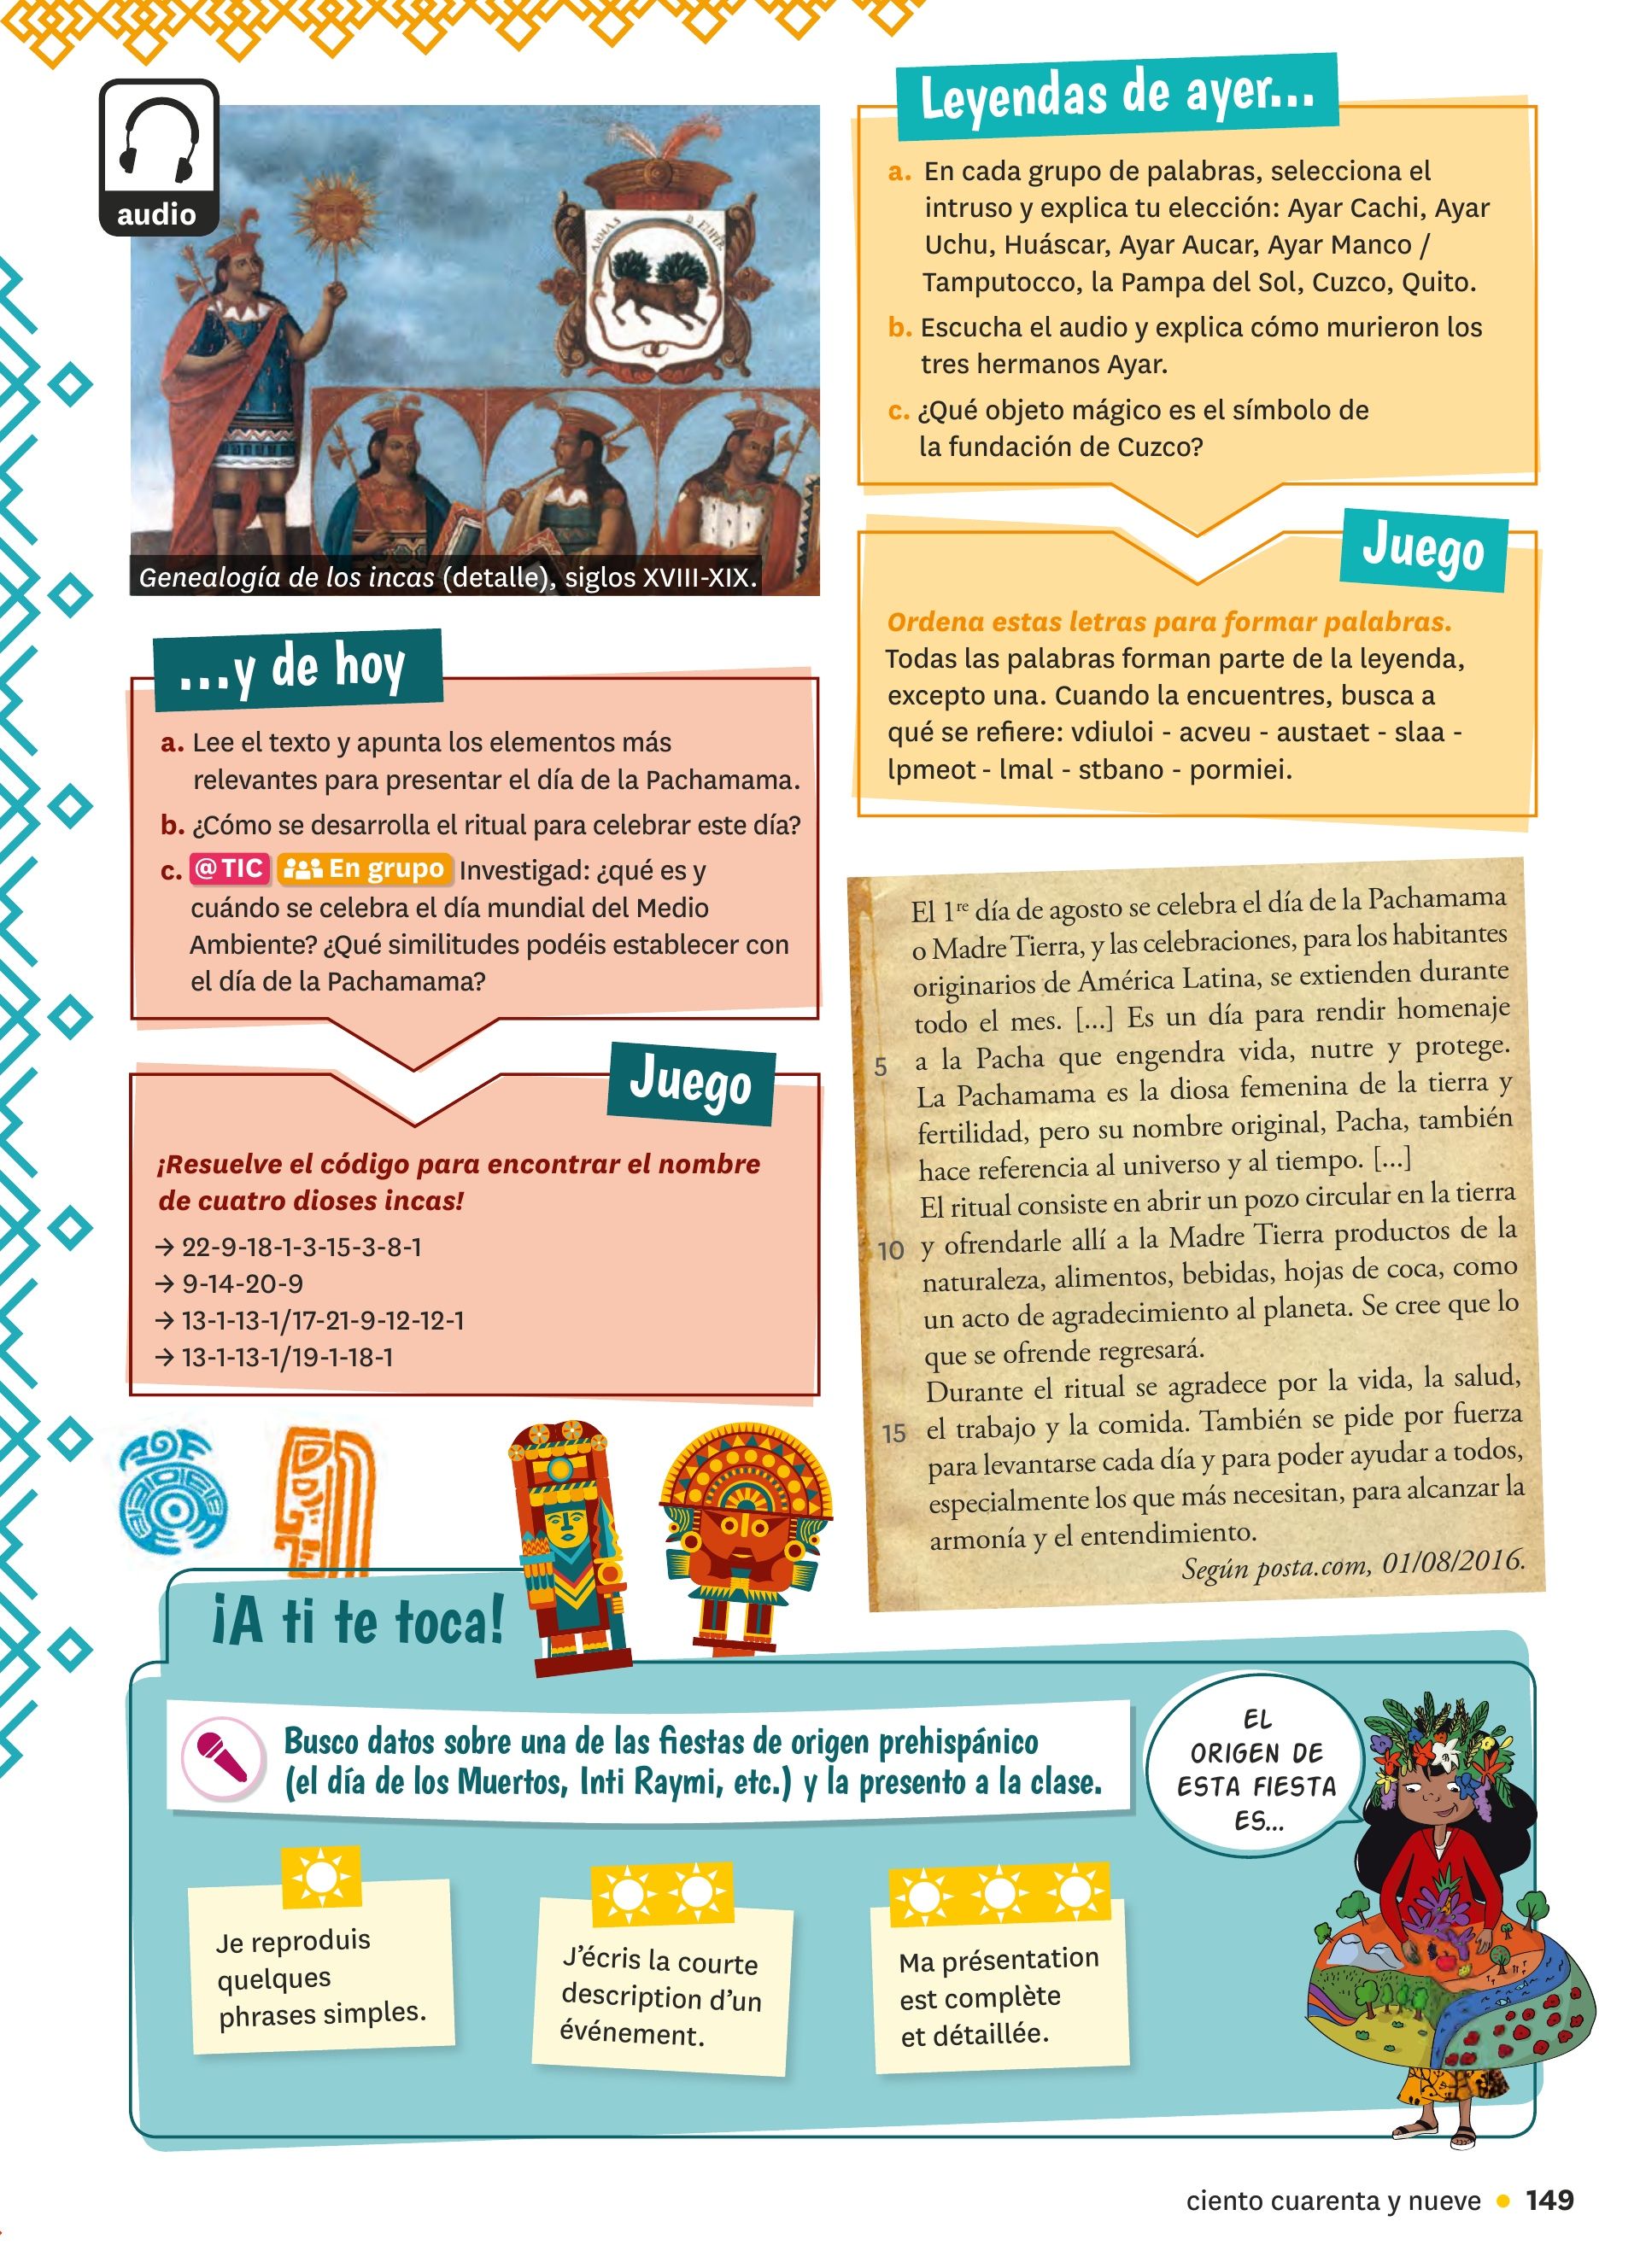 audio
ARMAS D EMPER
Genealogía de los incas (detalle), siglos XVIII-XIX.
Leyendas de ayer...
a. En cada grupo de palabras, selecciona el
intruso y explica tu elección: Ayar Cachi, Ayar
Uchu, Huáscar, Ayar Aucar, Ayar Manco /
Tamputocco, la Pampa del Sol, Cuzco, Quito.
b. Escucha el audio y explica cómo murieron los
tres hermanos Ayar.
c. ¿Qué objeto mágico es el símbolo de
la fundación de Cuzco?
Juego
Ordena estas letras para formar palabras.
Todas las palabras forman parte de la leyenda,
excepto una. Cuando la encuentres, busca a
qué se refiere: vdiuloi - acveu - austaet - slaa -
lpmeot - lmal - stbano - pormiei.
...y de hoy
a. Lee el texto y apunta los elementos más
relevantes para presentar el día de la Pachamama.
b. ¿Cómo se desarrolla el ritual para celebrar este día?
c. @TIC En grupo Investigad: ¿qué es y
cuándo se celebra el día mundial del Medio
Ambiente? ¿Qué similitudes podéis establecer con
el día de la Pachamama?
Juego
¡Resuelve el código para encontrar el nombre
de cuatro dioses incas!
→ 22-9-18-1-3-15-3-8-1
→ 9-14-20-9
→ 13-1-13-1/17-21-9-12-12-1
→ 13-1-13-1/19-1-18-1
El 1re día de agosto se celebra el día de la Pachamama
o Madre Tierra, y las celebraciones, para los habitantes
originarios de América Latina, se extienden durante
todo el mes. [...] Es un día para rendir homenaje
5 a la Pacha que engendra vida, nutre y protege.
La Pachamama es la diosa femenina de la tierra y
fertilidad, pero su nombre original, Pacha, también
hace referencia al universo y al tiempo. [...]
El ritual consiste en abrir un pozo circular en la tierra
10 y ofrendarle allí a la Madre Tierra productos de la
naturaleza, alimentos, bebidas, hojas de coca, como
un acto de agradecimiento al planeta. Se cree que lo
que se ofrende regresará.
Durante el ritual se agradece por la vida, la salud,
15 el trabajo y la comida. También se pide por fuerza
para levantarse cada día y para poder ayudar a todos,
especialmente los que más necesitan, para alcanzar la
armonía y el entendimiento.
Según posta.com, 01/08/2016.
¡A ti te toca!
Busco datos sobre una de las fiestas de origen prehispánico
(el día de los Muertos, Inti Raymi, etc.) y la presento a la clase.
EL
ORIGEN DE
ESTA FIESTA
ES...
Je reproduis
quelques
phrases simples.
J'écris la courte
description d'un
événement.
Ma présentation
est complète
et détaillée.
ciento cuarenta y nueve • 149